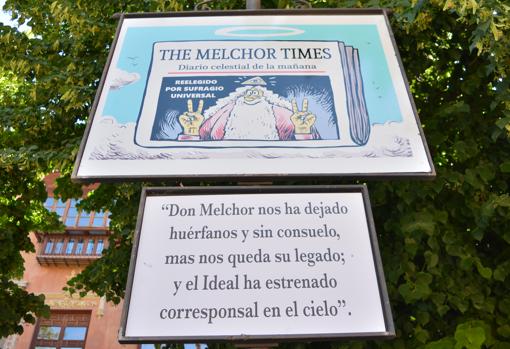 THE MELCHOR TIMES
Diario celestial de la mañana
REELEGIDO
POR SUFRAGIO
UNIVERSAL
“Don Melchor nos ha dejado
huérfanos y sin consuelo,
mas nos queda su legado;
y el Ideal ha estrenado
corresponsal en el cielo”.